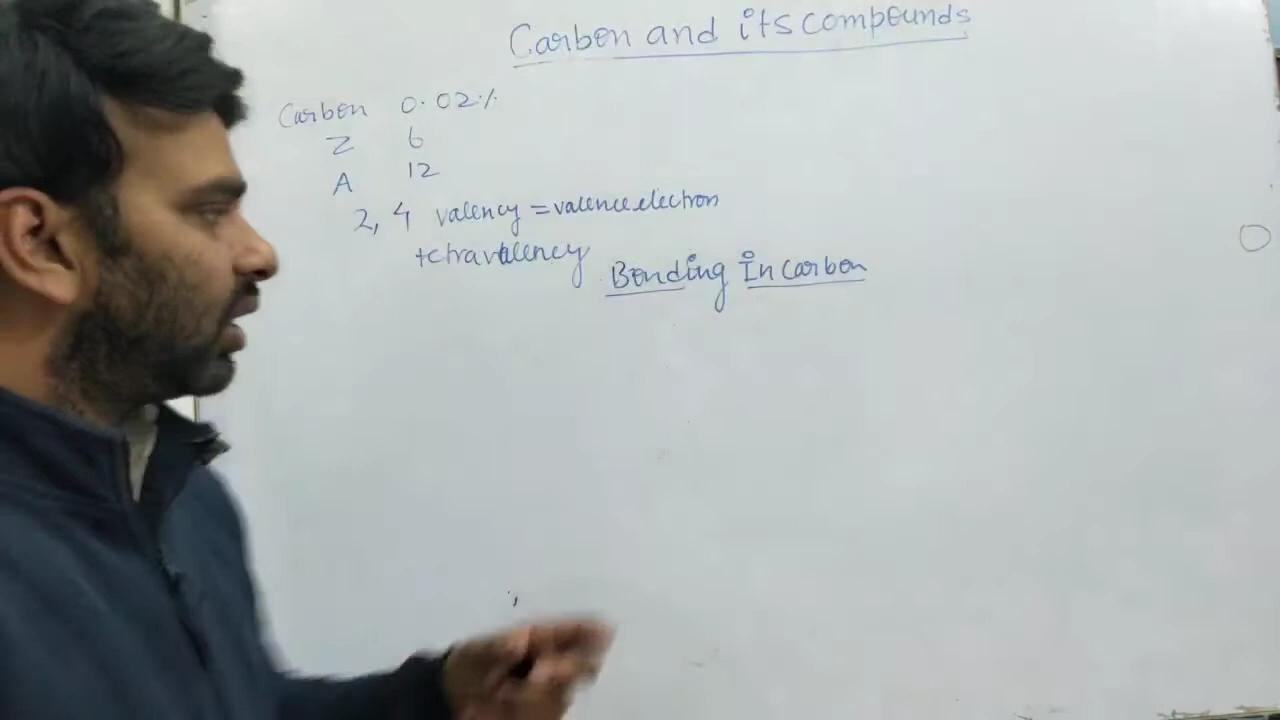 Carbon and its compounds
Carbon 0.02%
Z 6
A 12
2, 4 valency = valence electron
tetravalency
Bonding In carbon